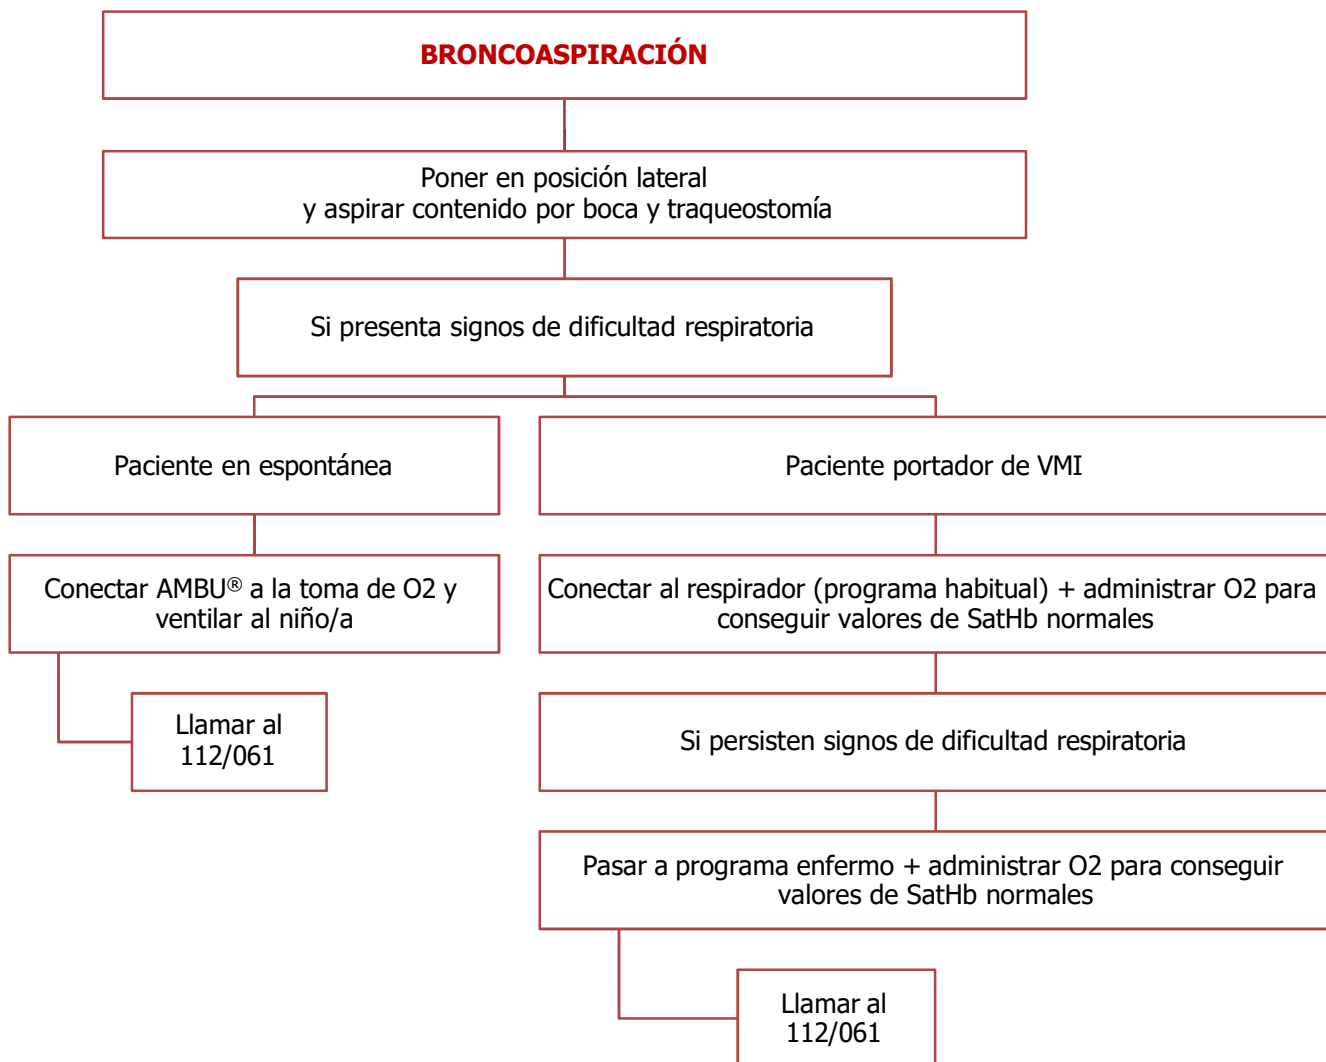 BRONCOASPIRACIÓN
Poner en posición lateral
y aspirar contenido por boca y traqueostomía
Si presenta signos de dificultad respiratoria
Paciente en espontánea
Conectar AMBU® a la toma de O2 y
ventilar al niño/a
Llamar al
112/061
Paciente portador de VMI
Conectar al respirador (programa habitual) + administrar O2 para
conseguir valores de SatHb normales
Si persisten signos de dificultad respiratoria
Pasar a programa enfermo + administrar O2 para conseguir
valores de SatHb normales
Llamar al
112/061